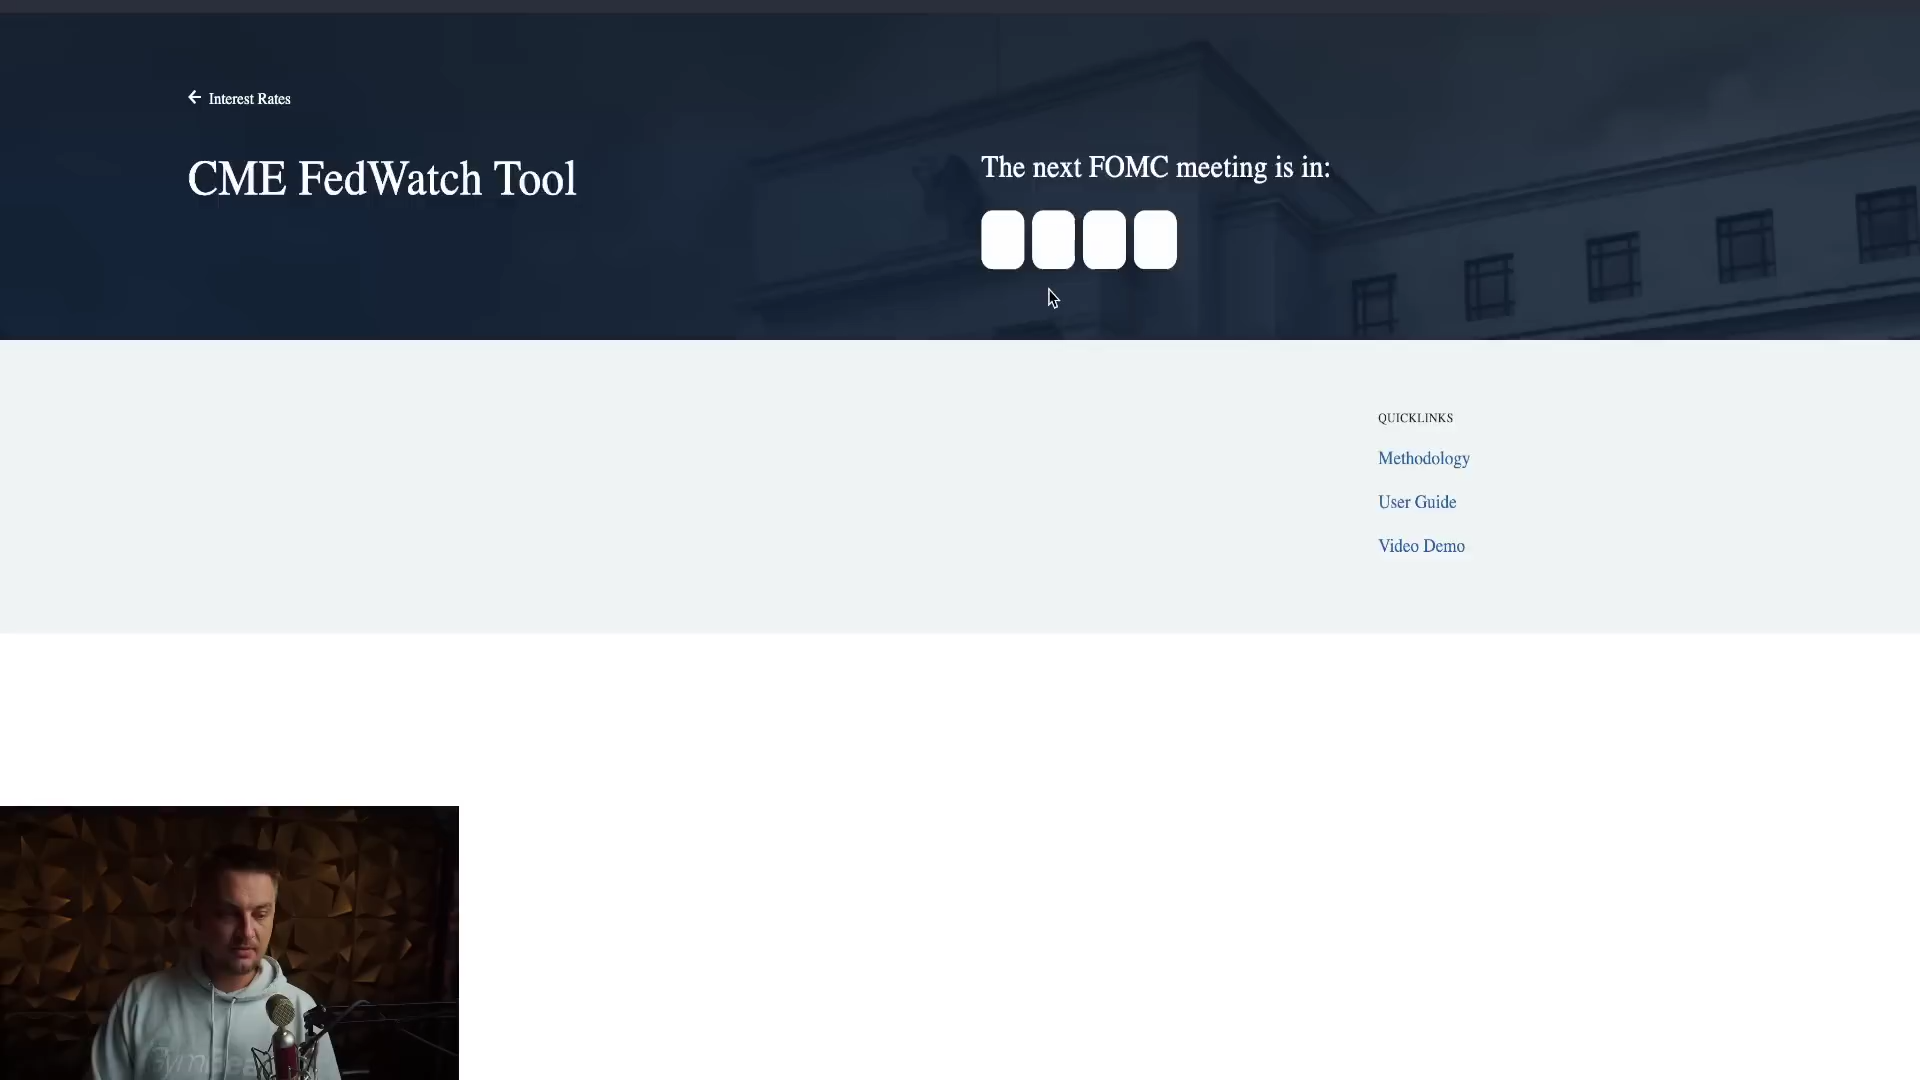 Interest Rates
CME FedWatch Tool
The next FOMC meeting is in:
QUICKLINKS
Methodology
User Guide
Video Demo